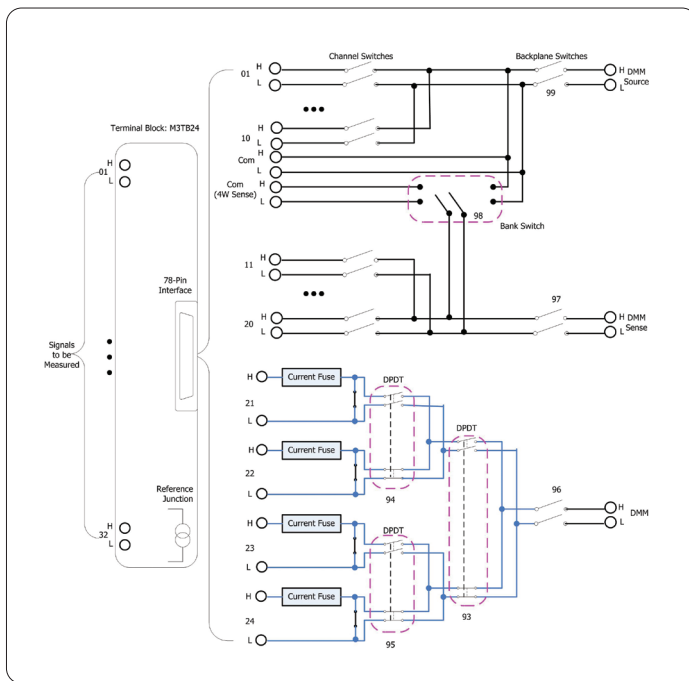 Channel Switches
Backplane Switches
01
H
L
H DMM
L Source
99
Terminal Block: M3TB24
10
H
L
Com
H
L
Com
(4W Sense)
H
L
98
Bank Switch
01
H
L
11
H
L
78-Pin
Interface
20
H
L
97
H DMM
L Sense
Signals
to be
Measured
H
Current Fuse
21
L
DPDT
H
Current Fuse
22
L
94
DPDT
96
H
L
DMM
Reference
Junction
32
H
L
H
Current Fuse
23
L
DPDT
H
Current Fuse
24
L
95
93